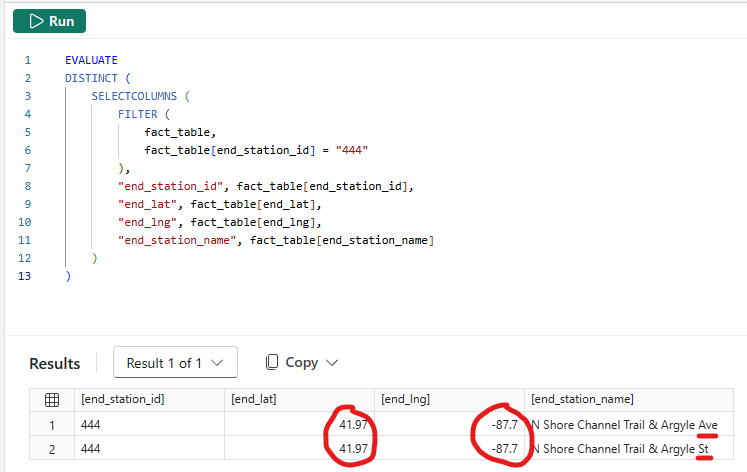 Run
1 EVALUATE
2 DISTINCT (
3 SELECTCOLUMNS (
4 FILTER (
5 fact_table,
6 fact_table[end_station_id] = "444"
7 ),
8 "end_station_id", fact_table[end_station_id],
9 "end_lat", fact_table[end_lat],
10 "end_lng", fact_table[end_lng],
11 "end_station_name", fact_table[end_station_name]
12 )
13 )
Results Result 1 of 1 Copy
[end_station_id] [end_lat] [end_lng] [end_station_name]
1 444 41.97 -87.7 N Shore Channel Trail & Argyle Ave
2 444 41.97 -87.7 N Shore Channel Trail & Argyle St